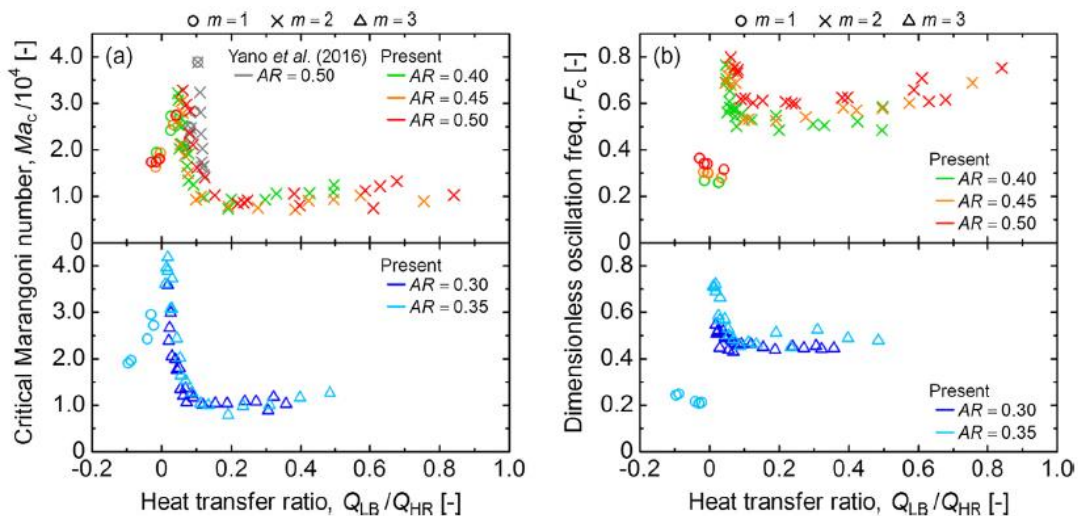 m = 1 m = 2 m = 3
(a)
Yano et al. (2016)
AR = 0.50
Present
AR = 0.40
AR = 0.45
AR = 0.50
4.0
3.0
2.0
1.0
0
Critical Marangoni number, Mac /10⁴ [-]
Present
AR = 0.30
AR = 0.35
4.0
3.0
2.0
1.0
0
-0.2 0 0.2 0.4 0.6 0.8 1.0
Heat transfer ratio, QLB /QHR [-]
m = 1 m = 2 m = 3
(b)
0.8
0.6
0.4
0.2
0
Present
AR = 0.40
AR = 0.45
AR = 0.50
Dimensionless oscillation freq., Fc [-]
0.8
0.6
0.4
0.2
0
Present
AR = 0.30
AR = 0.35
-0.2 0 0.2 0.4 0.6 0.8 1.0
Heat transfer ratio, QLB /QHR [-]